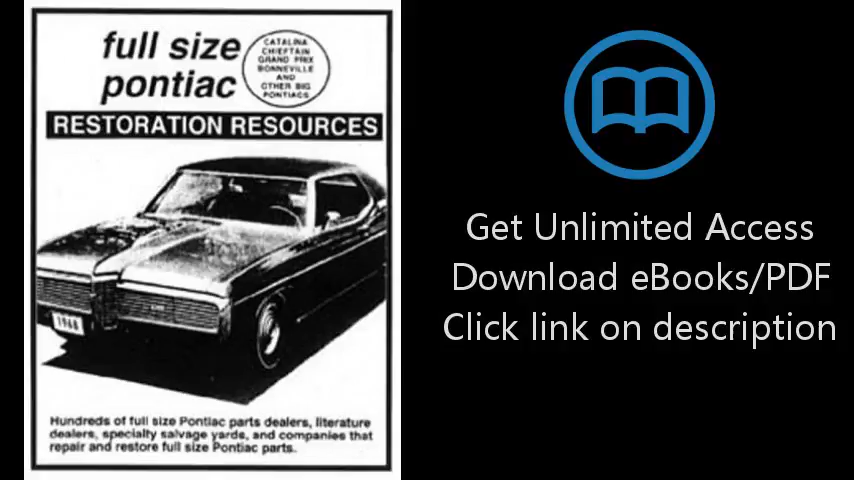 full size
pontiac
CATALINA
CHIEFTAIN
GRAND PRIX
BONNEVILLE
AND
OTHER BIG
PONTIACS
RESTORATION RESOURCES
1968
Hundreds of full size Pontiac parts dealers, literature
dealers, specialty salvage yards, and companies that
repair and restore full size Pontiac parts.
Get Unlimited Access
Download eBooks/PDF
Click link on description